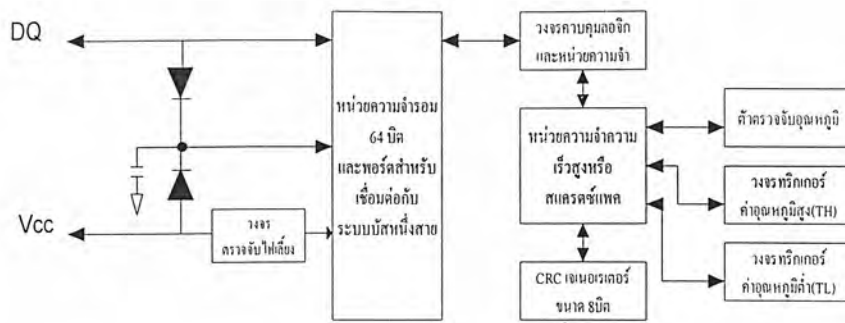 DQ
Vcc
วงจร
ตรวจจับไฟเลี้ยง
หน่วยความจำรอม
64 บิต
และพอร์ตสำหรับ
เชื่อมต่อกับ
ระบบบัสหนึ่งสาย
วงจรควบคุมลอจิก
และหน่วยความจำ
หน่วยความจำความ
เร็วสูงหรือ
สแครตช์แพด
CRC เจเนอเรเตอร์
ขนาด 8บิต
ตัวตรวจจับอุณหภูมิ
วงจรทริกเกอร์
ค่าอุณหภูมิสูง(TH)
วงจรทริกเกอร์
ค่าอุณหภูมิต่ำ(TL)